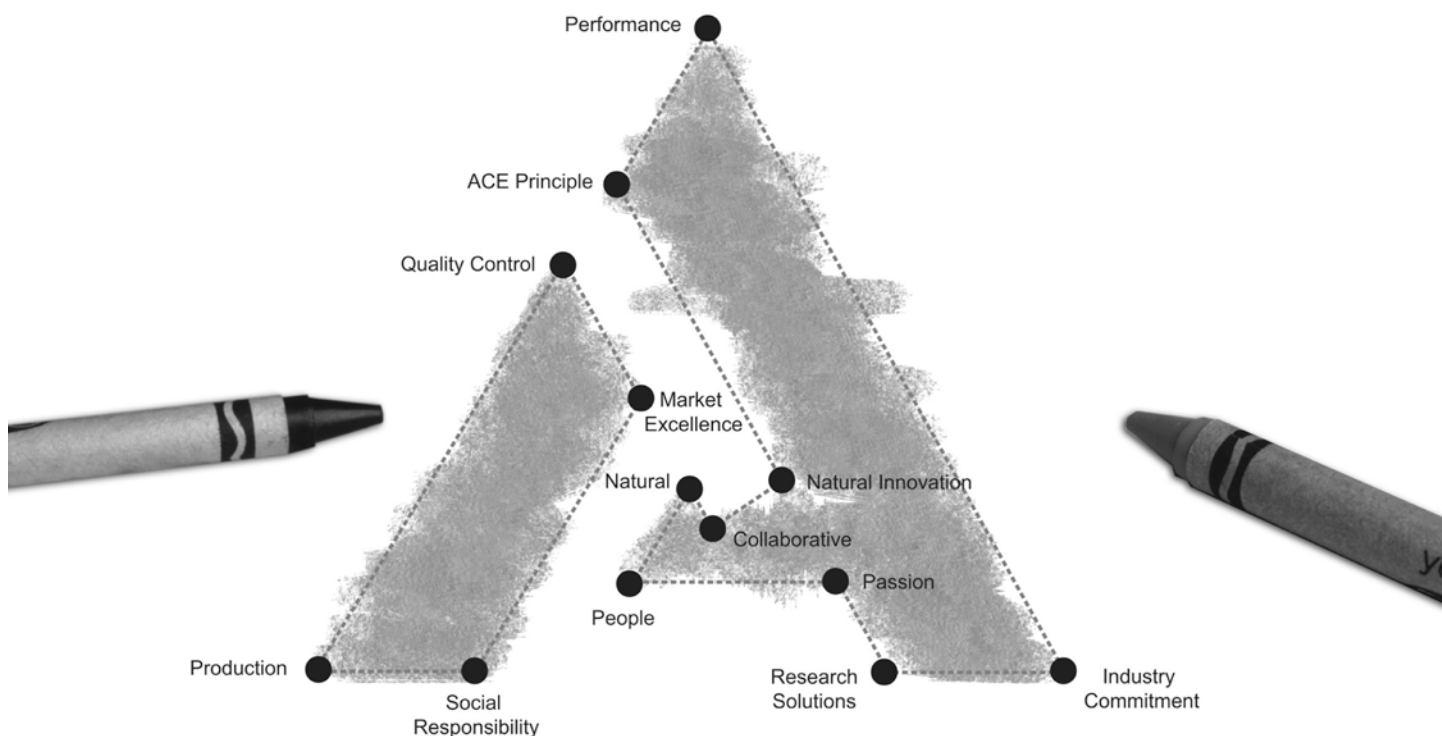 Performance
ACE Principle
Quality Control
Market
Excellence
Natural
Natural Innovation
Collaborative
Passion
People
Production
Social
Responsibility
Research
Solutions
Industry
Commitment